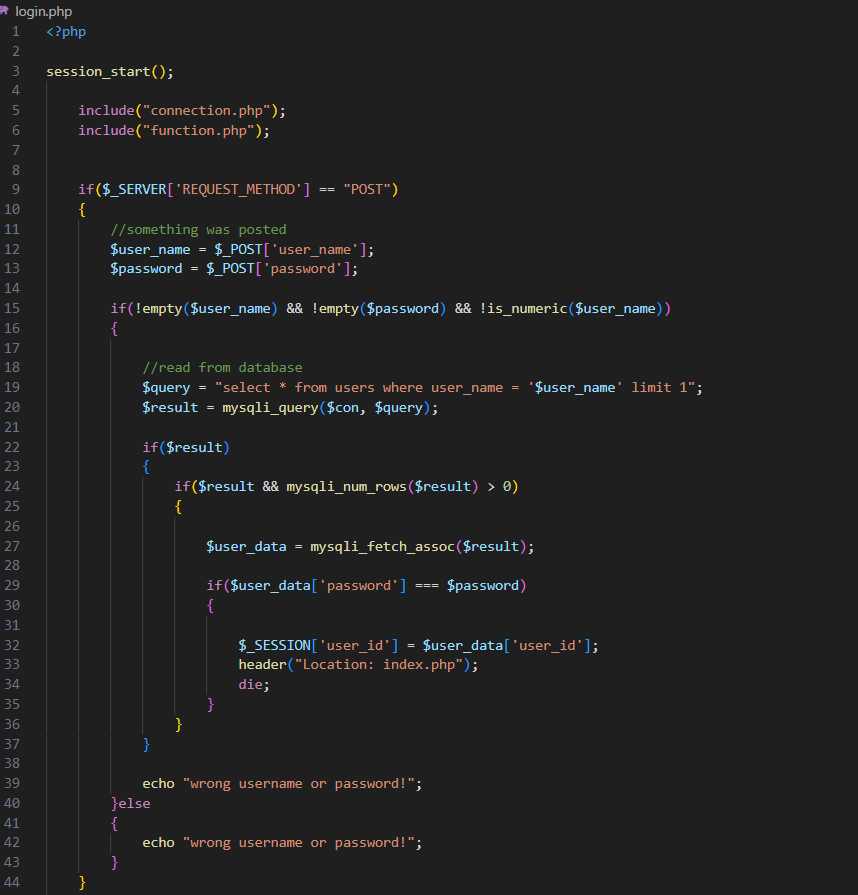 login.php
1 <?php
2
3 session_start();
4
5 include("connection.php");
6 include("function.php");
7
8
9 if($_SERVER['REQUEST_METHOD'] == "POST")
10 {
11 //something was posted
12 $user_name = $_POST['user_name'];
13 $password = $_POST['password'];
14
15 if(!empty($user_name) && !empty($password) && !is_numeric($user_name))
16 {
17
18 //read from database
19 $query = "select * from users where user_name = '$user_name' limit 1";
20 $result = mysqli_query($con, $query);
21
22 if($result)
23 {
24 if($result && mysqli_num_rows($result) > 0)
25 {
26
27 $user_data = mysqli_fetch_assoc($result);
28
29 if($user_data['password'] === $password)
30 {
31
32 $_SESSION['user_id'] = $user_data['user_id'];
33 header("Location: index.php");
34 die;
35 }
36 }
37 }
38
39 echo "wrong username or password!";
40 }else
41 {
42 echo "wrong username or password!";
43 }
44 }